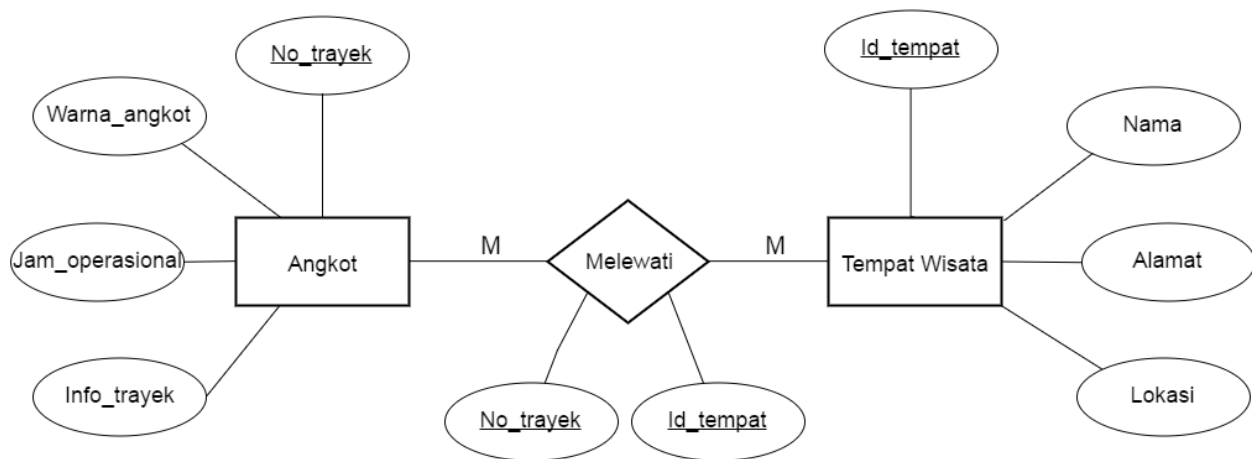 No_trayek
Id_tempat
Warna_angkot
Nama
Jam_operasional
Angkot
M
Melewati
M
Tempat Wisata
Alamat
Info_trayek
Lokasi
No_trayek
Id_tempat